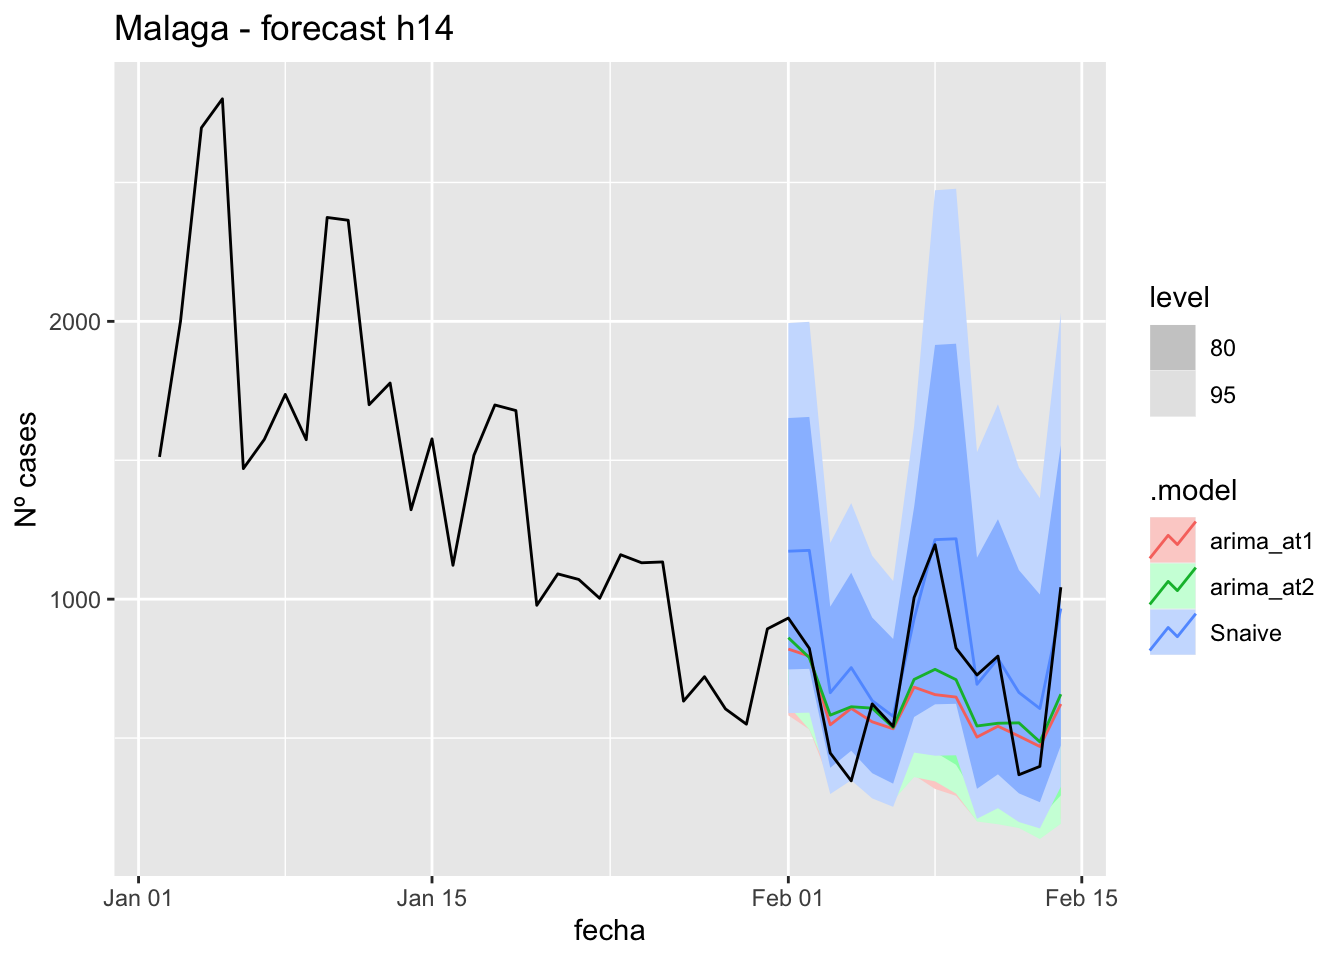 Malaga - forecast h14
Nº cases
2000
1000
Jan 01
Jan 15
Feb 01
Feb 15
fecha
level
80
95
.model
arima_at1
arima_at2
Snaive